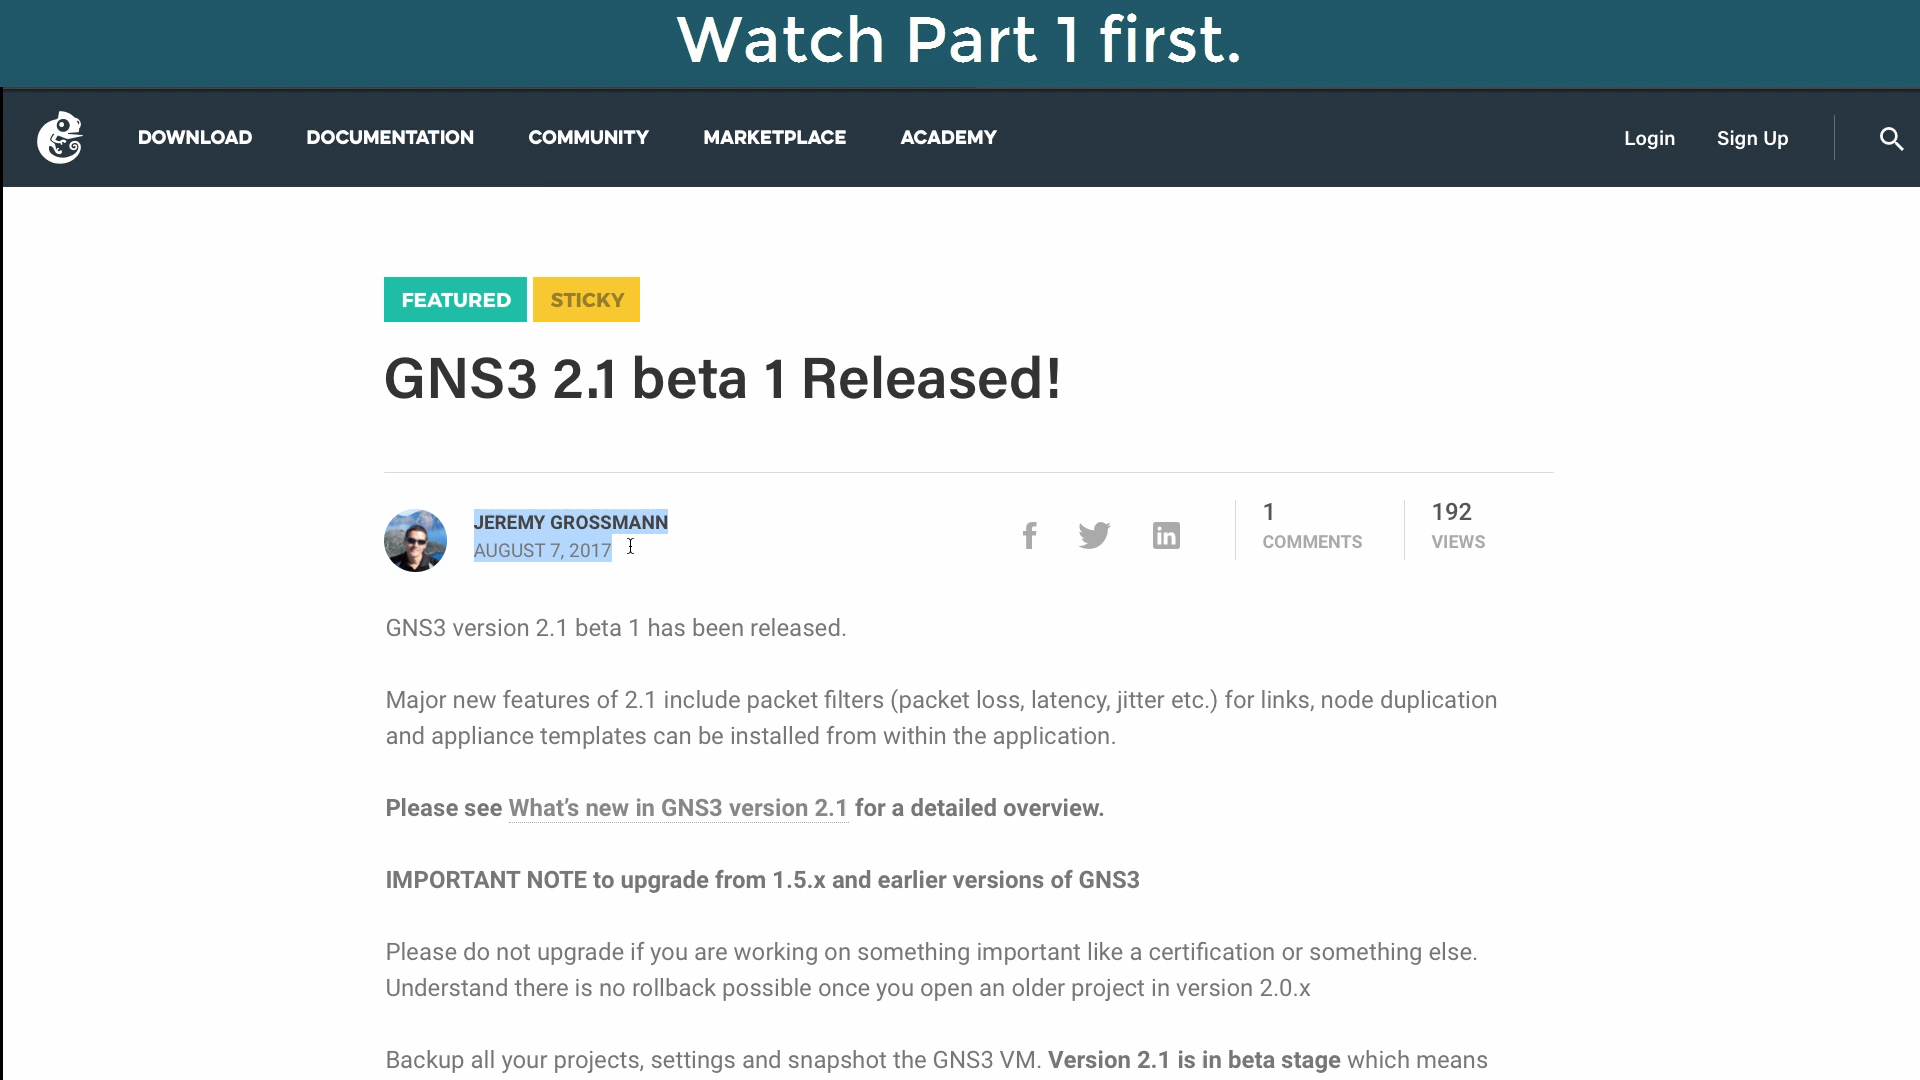 Watch Part 1 first.
DOWNLOAD DOCUMENTATION COMMUNITY MARKETPLACE ACADEMY Login Sign Up
FEATURED STICKY
GNS3 2.1 beta 1 Released!
JEREMY GROSSMANN
AUGUST 7, 2017
1
COMMENTS
192
VIEWS
GNS3 version 2.1 beta 1 has been released.
Major new features of 2.1 include packet filters (packet loss, latency, jitter etc.) for links, node duplication
and appliance templates can be installed from within the application.
Please see What's new in GNS3 version 2.1 for a detailed overview.
IMPORTANT NOTE to upgrade from 1.5.x and earlier versions of GNS3
Please do not upgrade if you are working on something important like a certification or something else.
Understand there is no rollback possible once you open an older project in version 2.0.x
Backup all your projects, settings and snapshot the GNS3 VM. Version 2.1 is in beta stage which means